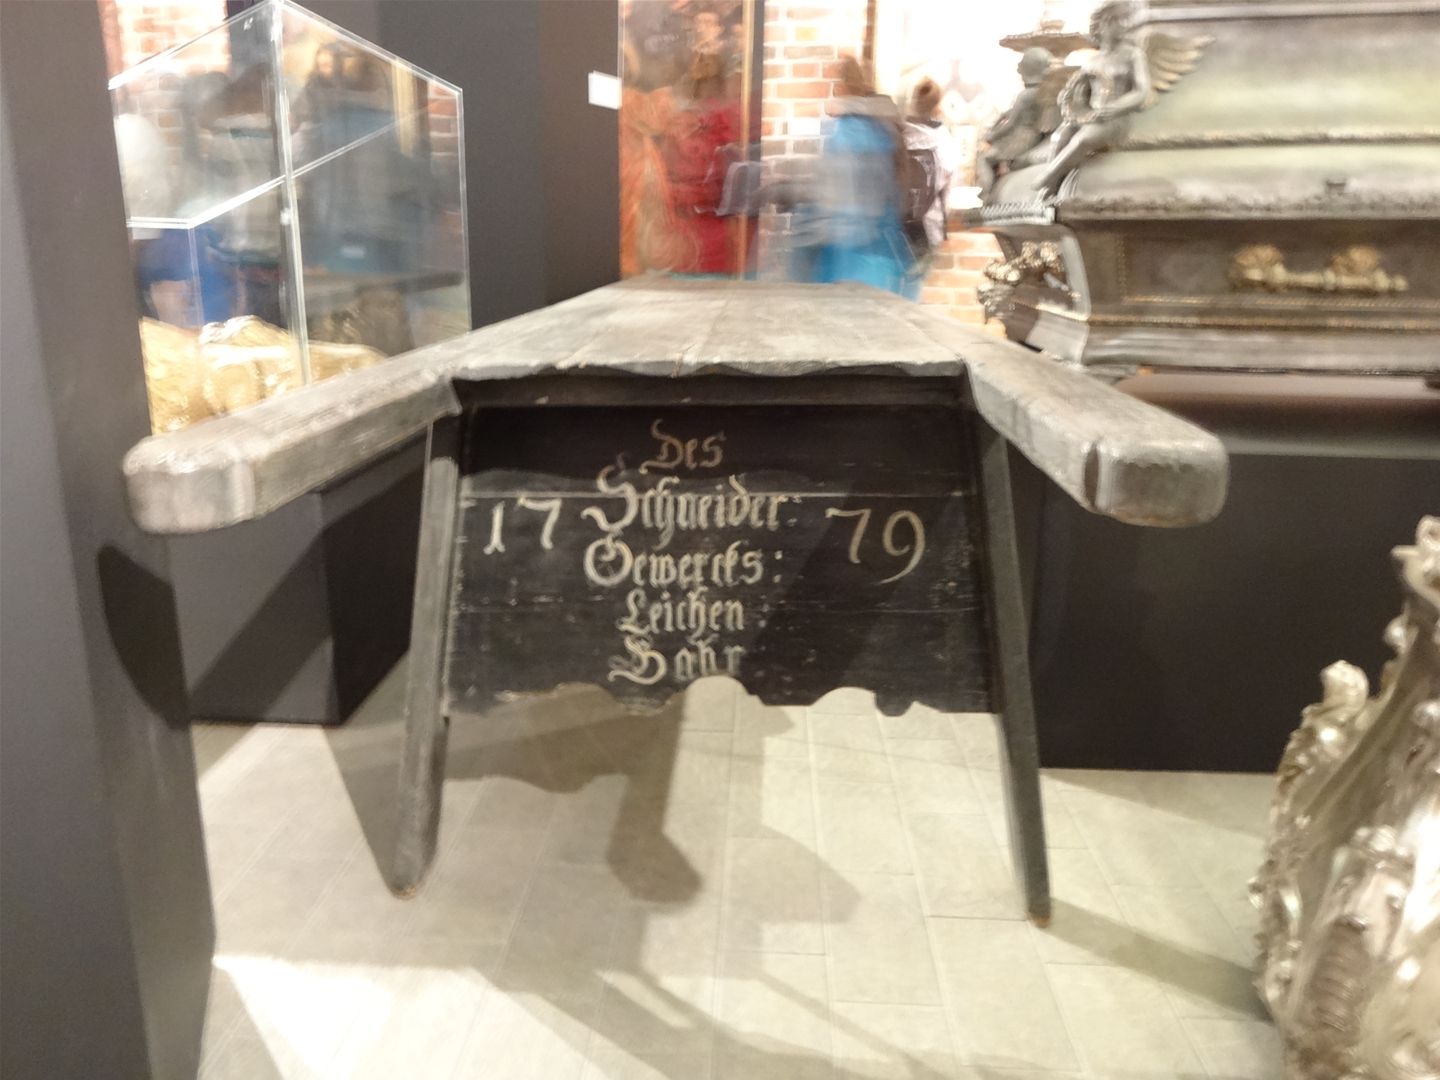 Des
17 Schneider: 79
Gewercks:
Leichen
Bahr